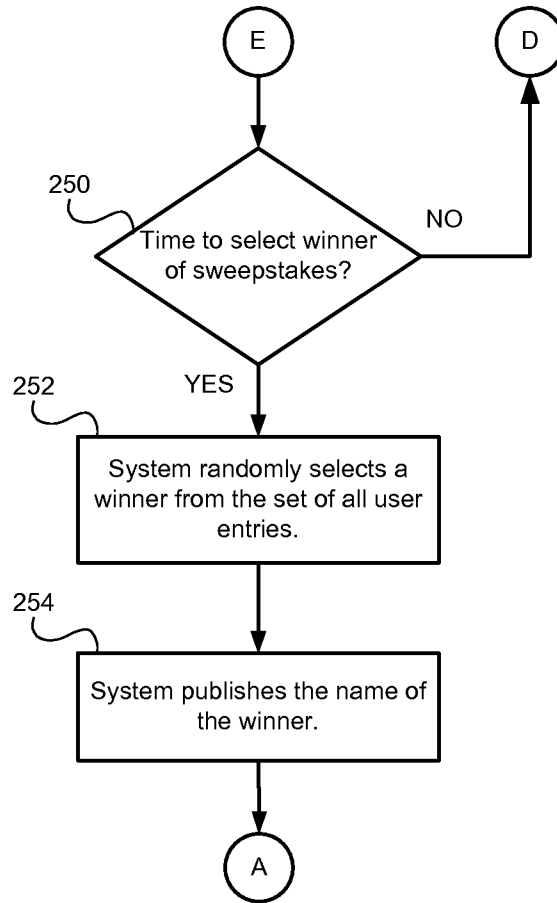 E
D
250
Time to select winner
of sweepstakes?
NO
YES
252
System randomly selects a
winner from the set of all user
entries.
254
System publishes the name of
the winner.
A